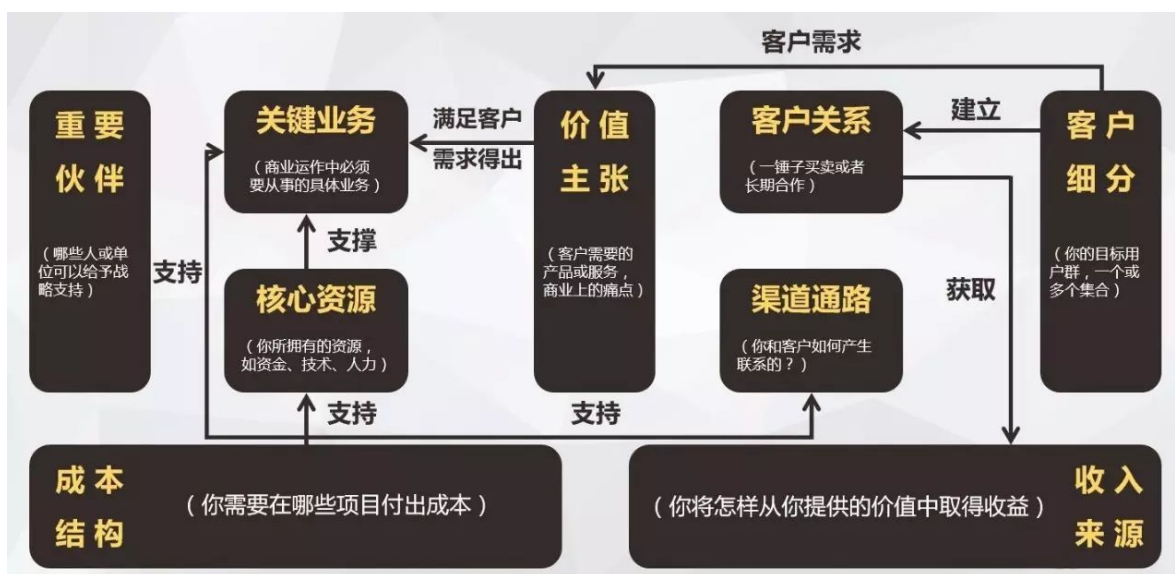 客户需求
重要
伙伴
（哪些人或单
位可以给予战
略支持）
关键业务
（商业运作中必须
要从事的具体业务）
满足客户
需求得出
价值
主张
（客户需要的
产品或服务，
商业上的痛点）
客户关系
（一锤子买卖或者
长期合作）
建立
客户
细分
（你的目标用
户群，一个或
多个集合）
支持
支撑
核心资源
（你所拥有的资源，
如资金、技术、人力）
渠道通路
（你和客户如何产生
联系的？）
获取
支持
支持
成本
结构
（你需要在哪些项目付出成本）
（你将怎样从你提供的价值中取得收益）
收入
来源